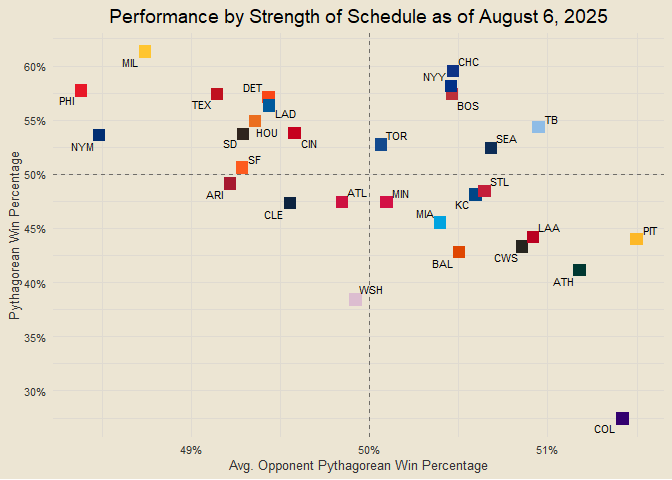 Performance by Strength of Schedule as of August 6, 2025
Pythagorean Win Percentage
60%
55%
50%
45%
40%
35%
30%
MIL
PHI
NYM
TEX
DET
LAD
HOU
SD
CIN
SF
ARI
CLE
ATL
WSH
CHC
NYY
BOS
TB
TOR
SEA
MIN
STL
KC
MIA
BAL
LAA
CWS
PIT
ATH
COL
49%
50%
51%
Avg. Opponent Pythagorean Win Percentage